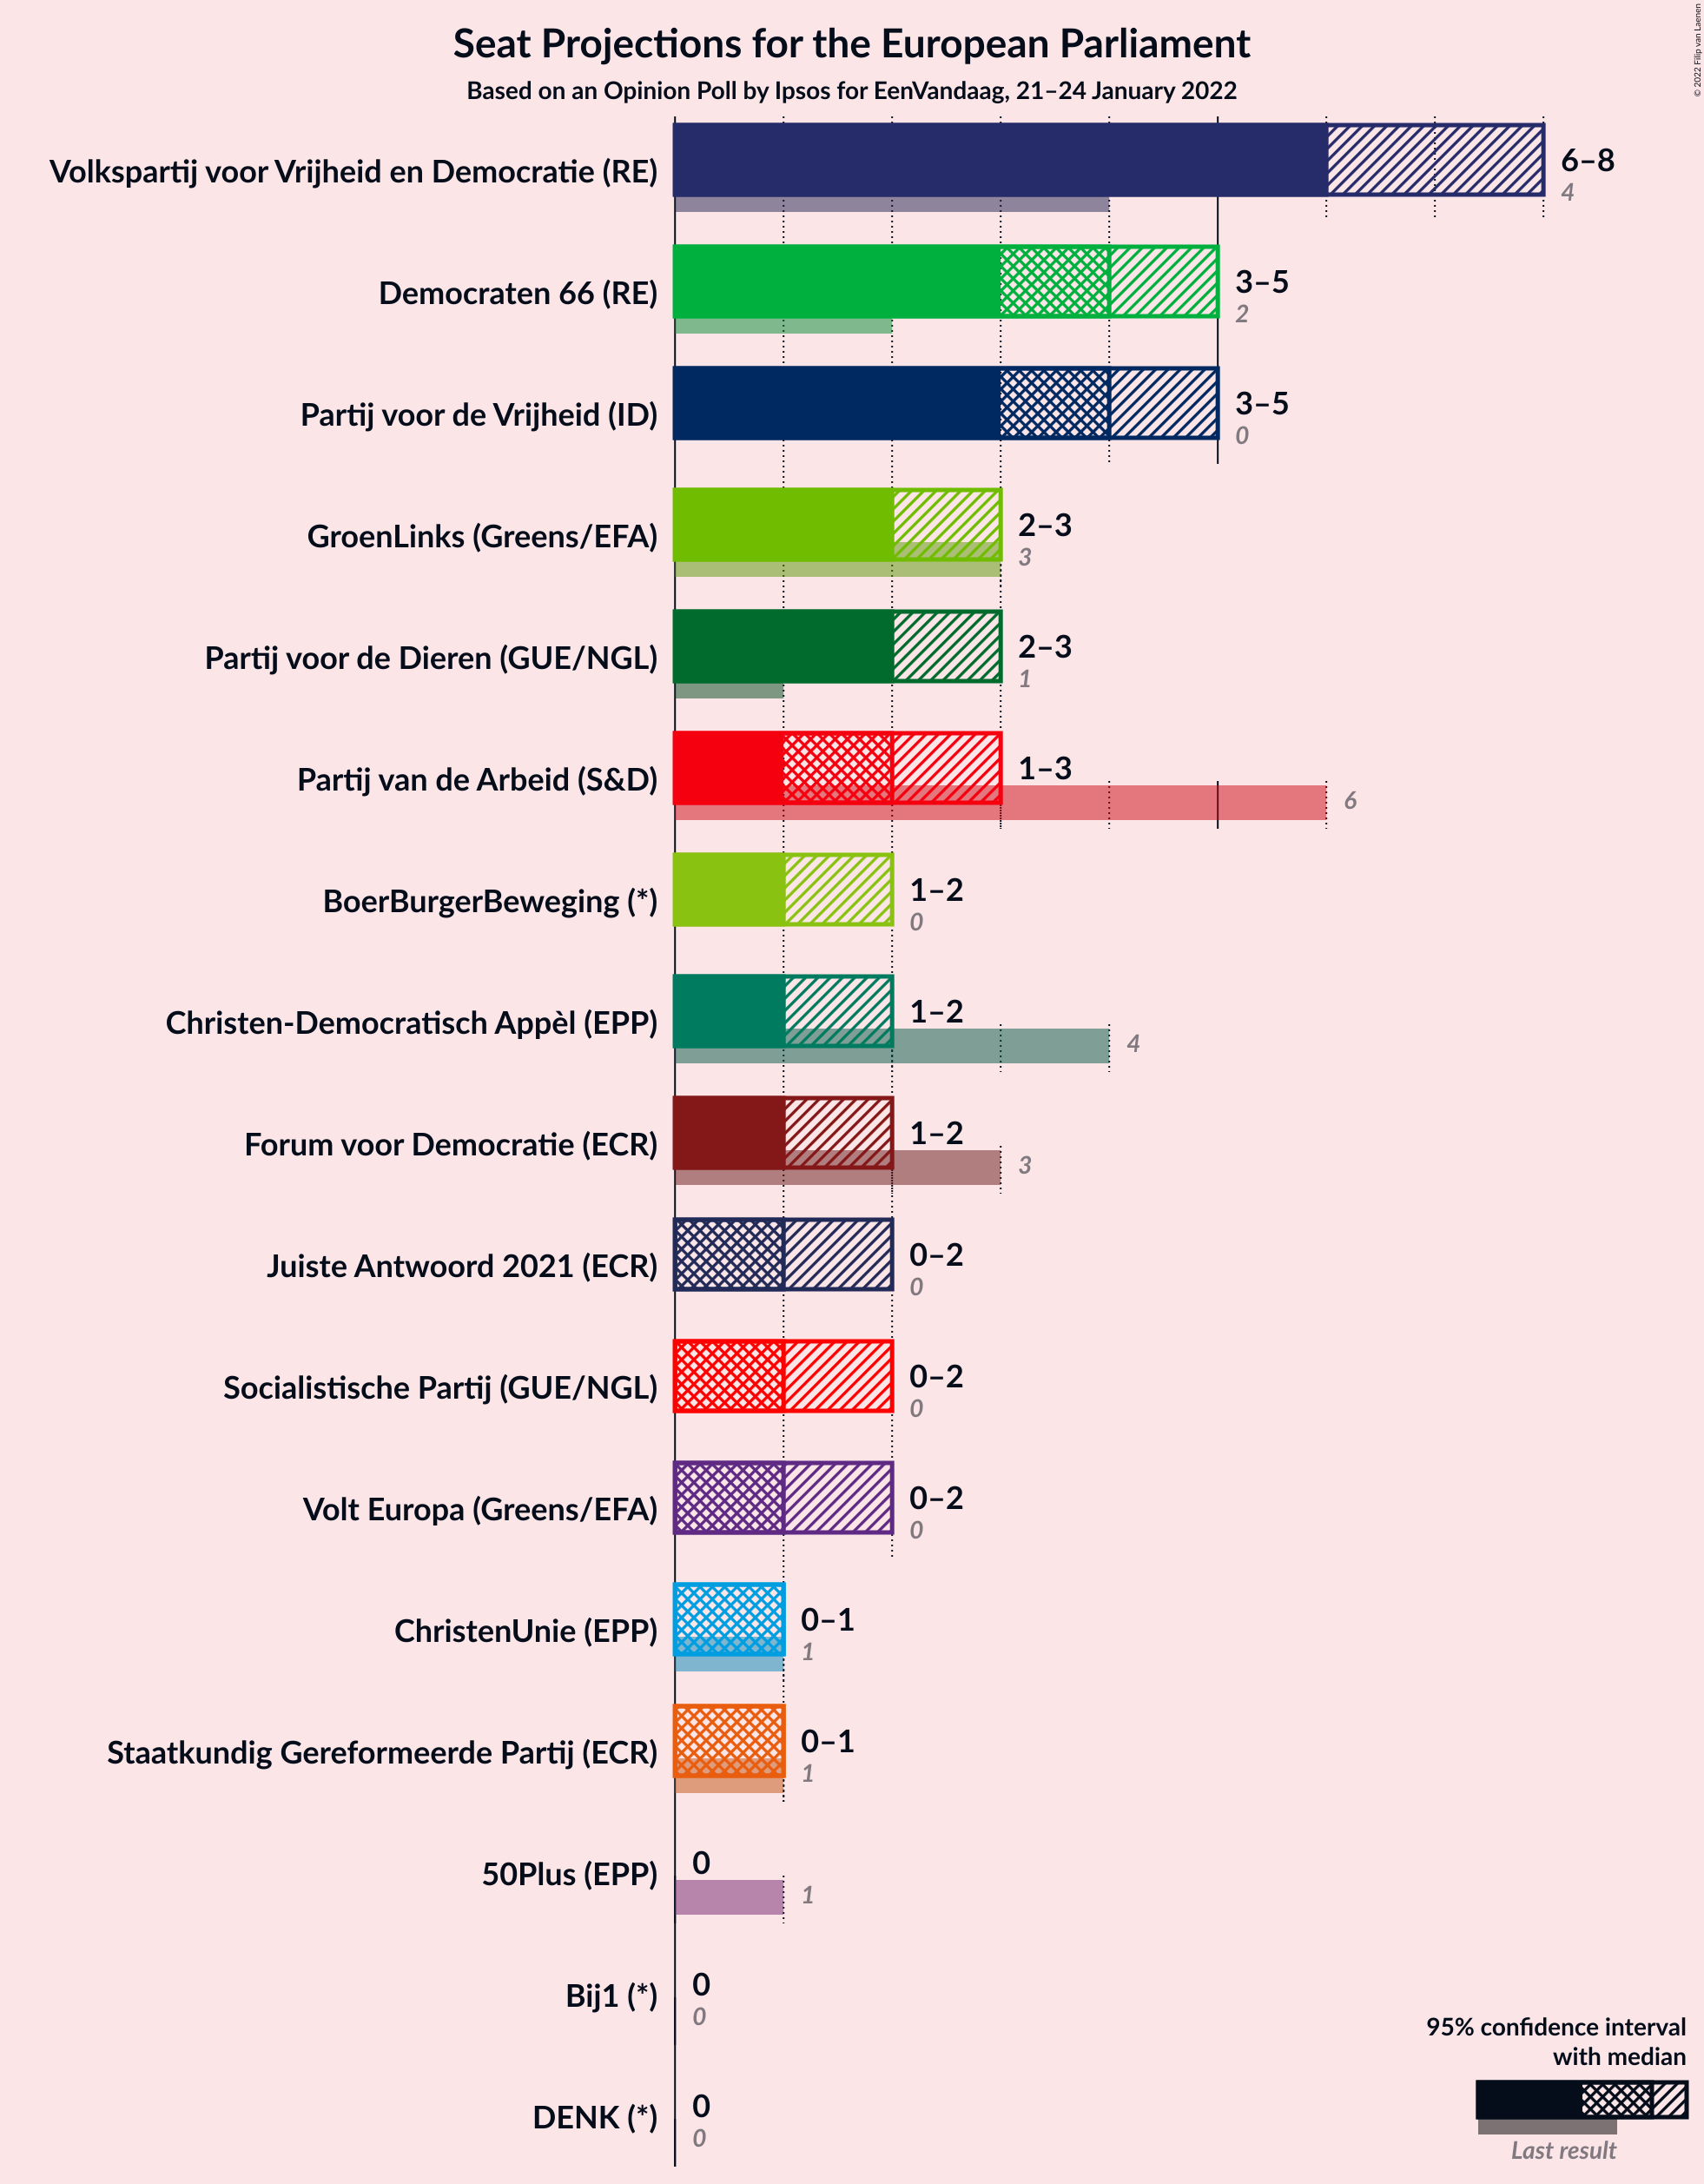 Seat Projections for the European Parliament
Based on an Opinion Poll by Ipsos for EenVandaag, 21–24 January 2022
© 2022 Filip van Laenen
Volkspartij voor Vrijheid en Democratie (RE)
6–8
4
Democraten 66 (RE)
3–5
2
Partij voor de Vrijheid (ID)
3–5
0
GroenLinks (Greens/EFA)
2–3
3
Partij voor de Dieren (GUE/NGL)
2–3
1
Partij van de Arbeid (S&D)
1–3
6
BoerBurgerBeweging (*)
1–2
0
Christen-Democratisch Appèl (EPP)
1–2
4
Forum voor Democratie (ECR)
1–2
3
Juiste Antwoord 2021 (ECR)
0–2
0
Socialistische Partij (GUE/NGL)
0–2
0
Volt Europa (Greens/EFA)
0–2
0
ChristenUnie (EPP)
0–1
1
Staatkundig Gereformeerde Partij (ECR)
0–1
1
50Plus (EPP)
0
1
Bij1 (*)
0
0
DENK (*)
0
0
95% confidence interval
with median
Last result